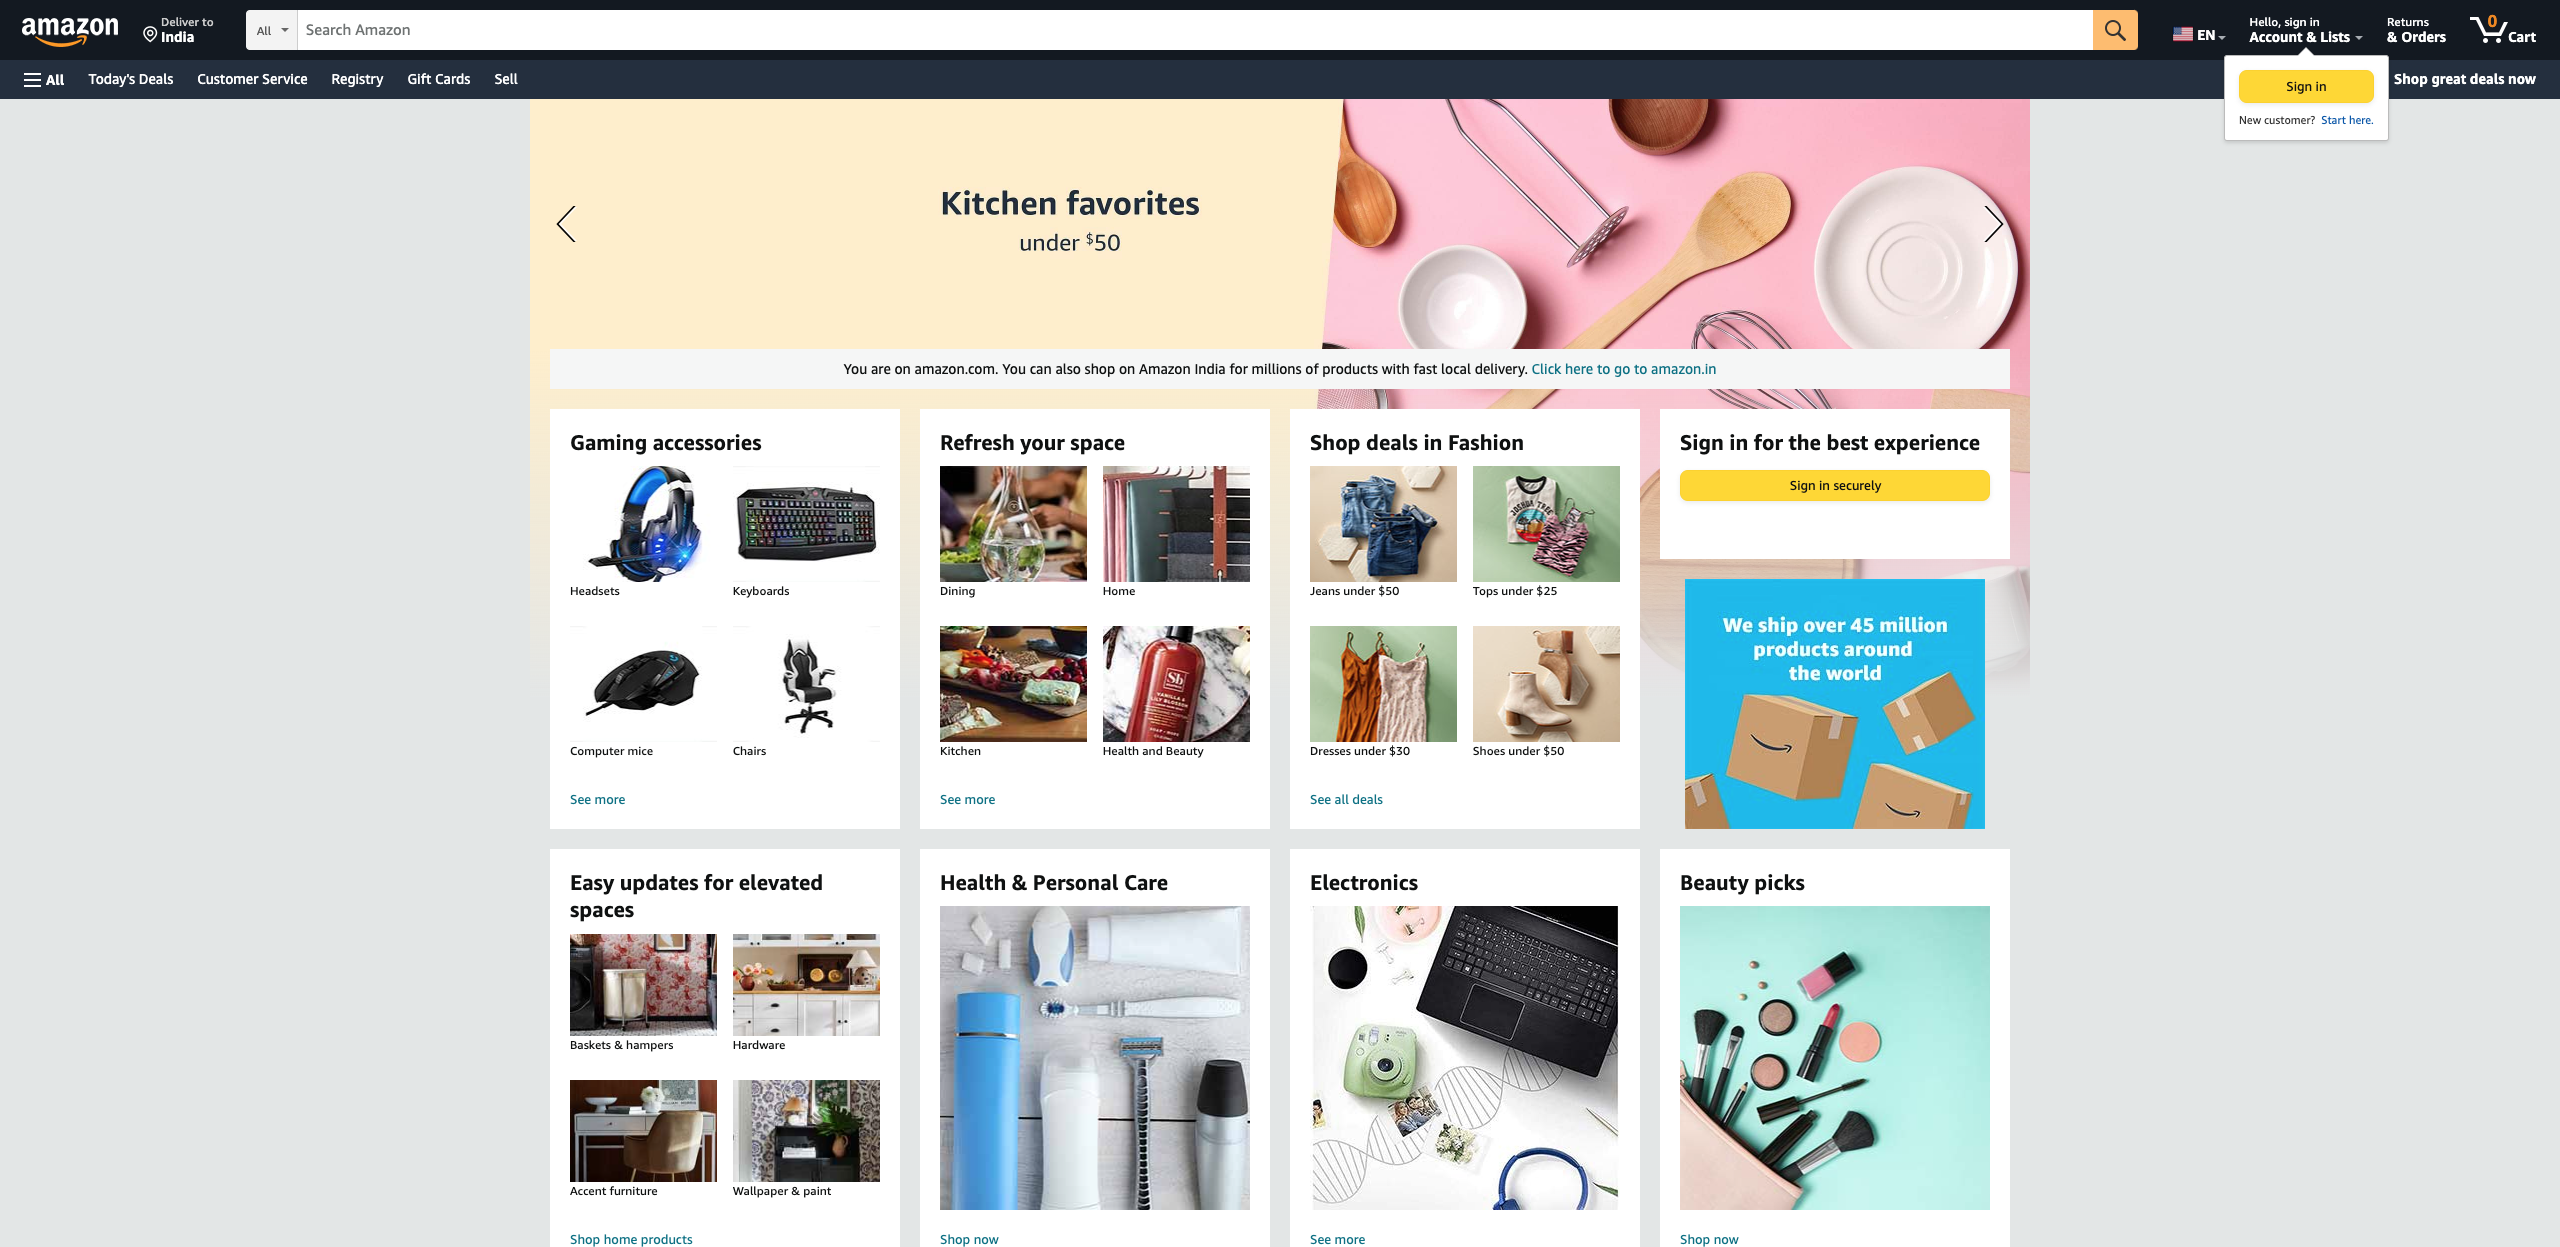 amazon
Deliver to
India
All
Search Amazon
EN
Hello, sign in
Account & Lists
Returns
& Orders
0
Cart
All
Today's Deals
Customer Service
Registry
Gift Cards
Sell
Shop great deals now
Sign in
New customer? Start here.
Kitchen favorites
under $50
You are on amazon.com. You can also shop on Amazon India for millions of products with fast local delivery. Click here to go to amazon.in
Gaming accessories
Headsets
Keyboards
Computer mice
Chairs
See more
Refresh your space
Dining
Home
Kitchen
Sb
VANILLA &
LILY BLOSSOM
Health and Beauty
See more
Shop deals in Fashion
Jeans under $50
JOSHUA TREE
Tops under $25
Dresses under $30
Shoes under $50
See all deals
Sign in for the best experience
Sign in securely
We ship over 45 million
products around
the world
Easy updates for elevated
spaces
Baskets & hampers
Hardware
Accent furniture
Wallpaper & paint
Shop home products
Health & Personal Care
Shop now
Electronics
See more
Beauty picks
Shop now